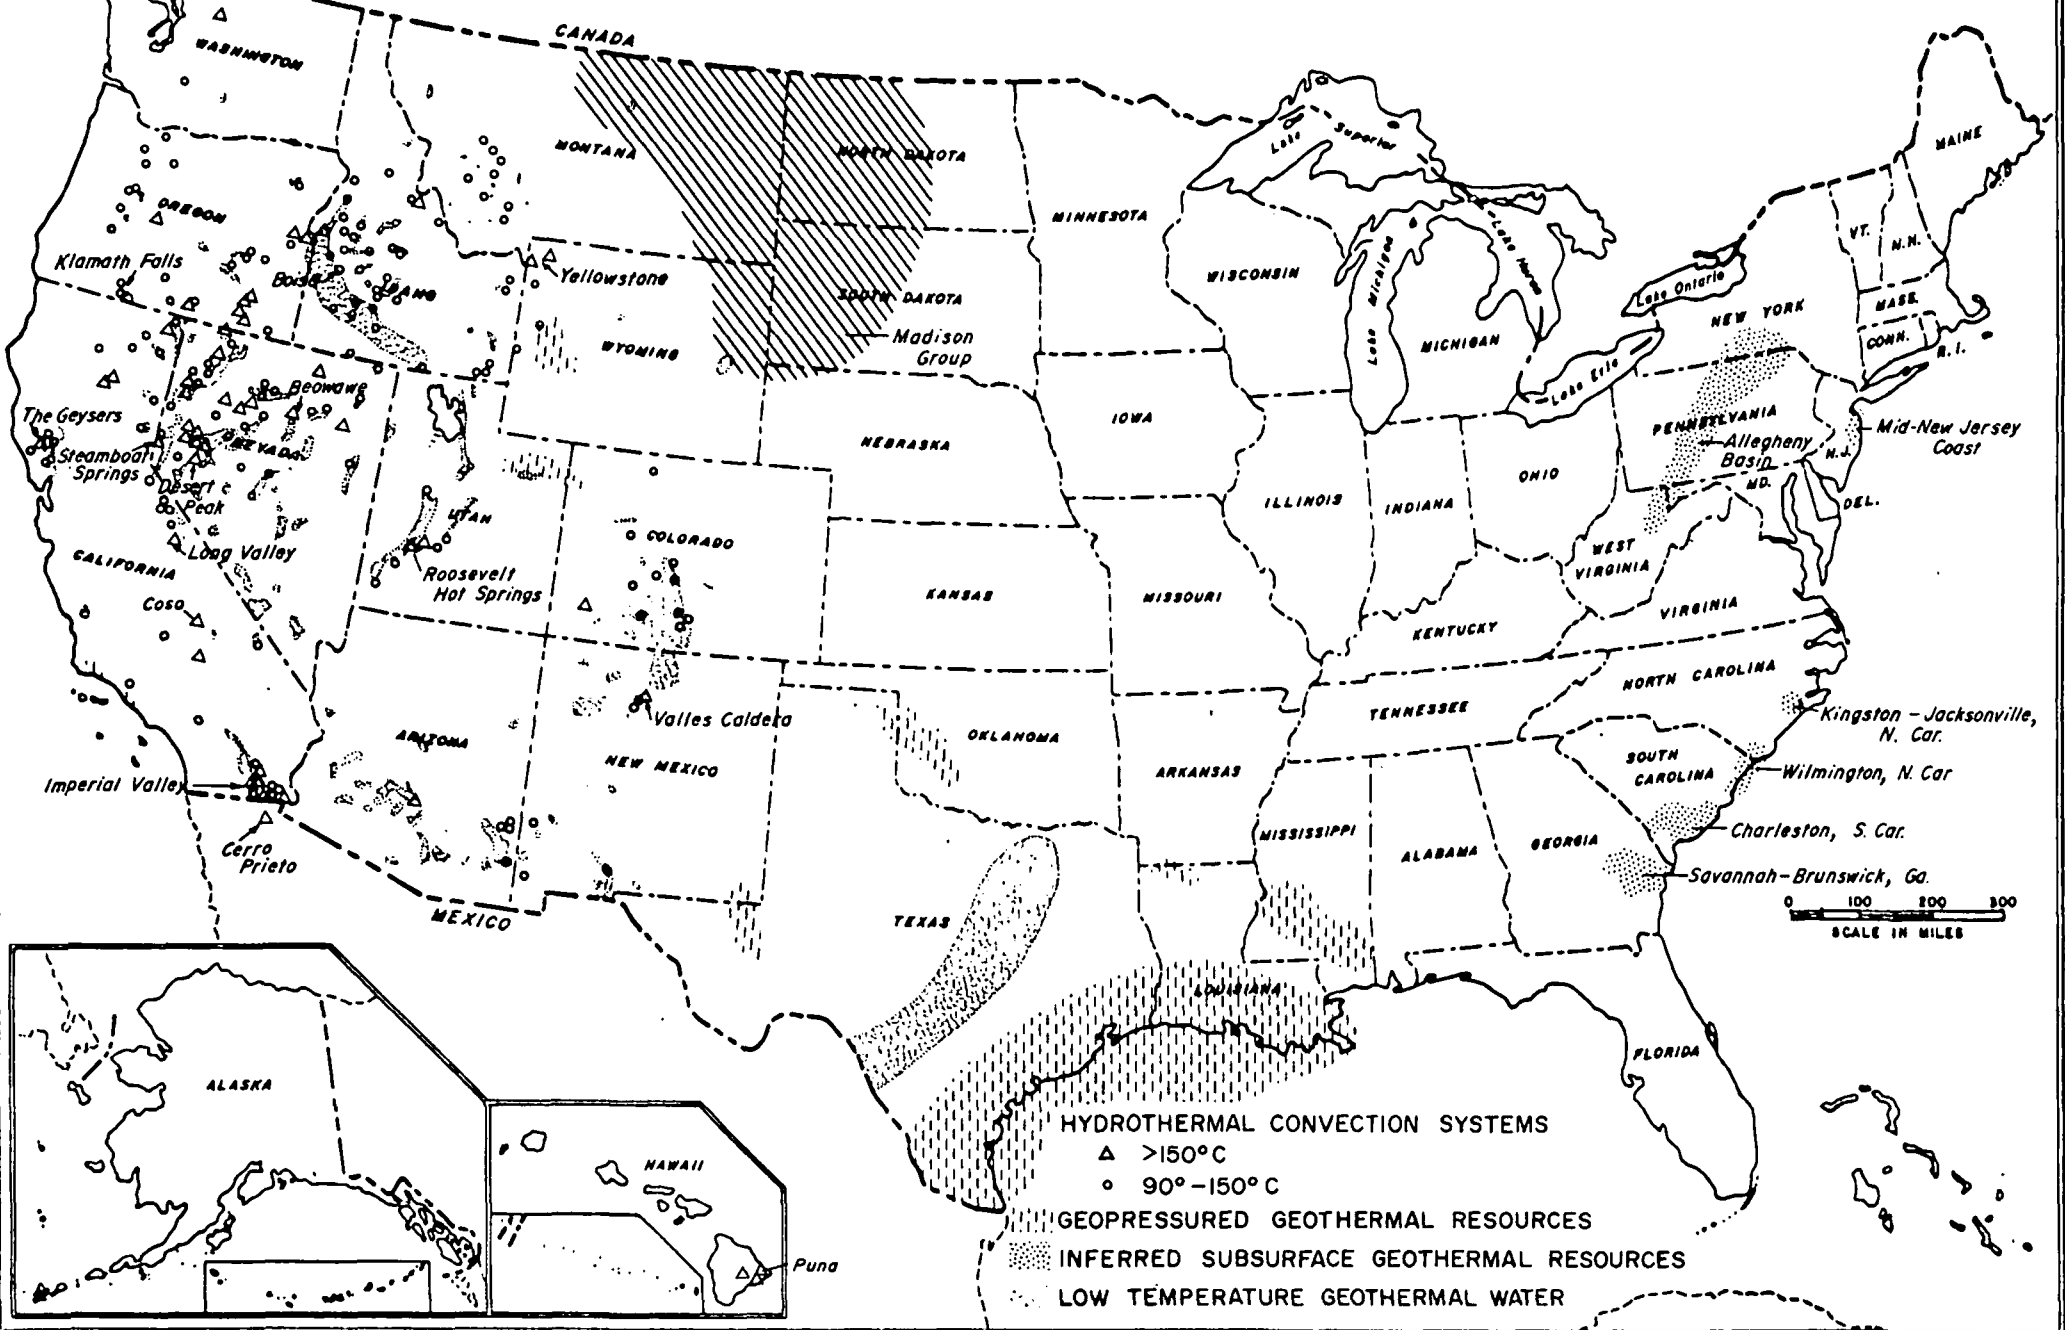 CANADA
WASHINGTON
MONTANA
NORTH DAKOTA
Lake Superior
MAINE
MINNESOTA
OREGON
VT.
N.H.
Klamath Falls
Boise
IDAHO
Yellowstone
WISCONSIN
Lake Michigan
Lake Huron
Lake Ontario
SOUTH DAKOTA
MASS.
NEW YORK
Madison
Group
WYOMING
MICHIGAN
CONN.
R.I.
Lake Erie
Beowawe
The Geysers
IOWA
PENNSYLVANIA
Mid-New Jersey
Coast
NEBRASKA
NEVADA
Allegheny
Basin
N.J.
Steamboat
Springs
OHIO
MD.
DEL.
Desert
Peak
ILLINOIS
INDIANA
UTAH
COLORADO
Long Valley
WEST
VIRGINIA
CALIFORNIA
Roosevelt
Hot Springs
KANSAS
MISSOURI
VIRGINIA
Coso
KENTUCKY
NORTH CAROLINA
TENNESSEE
Valles Caldera
Kingston - Jacksonville,
N. Car.
ARIZONA
OKLAHOMA
NEW MEXICO
ARKANSAS
SOUTH
CAROLINA
Wilmington, N. Car
Imperial Valley
MISSISSIPPI
ALABAMA
GEORGIA
Charleston, S. Car.
Cerro
Prieto
Savannah-Brunswick, Ga.
MEXICO
TEXAS
0 100 200 300
SCALE IN MILES
LOUISIANA
FLORIDA
ALASKA
HAWAII
Puna
HYDROTHERMAL CONVECTION SYSTEMS
>150°C
90°-150°C
GEOPRESSURED GEOTHERMAL RESOURCES
INFERRED SUBSURFACE GEOTHERMAL RESOURCES
LOW TEMPERATURE GEOTHERMAL WATER